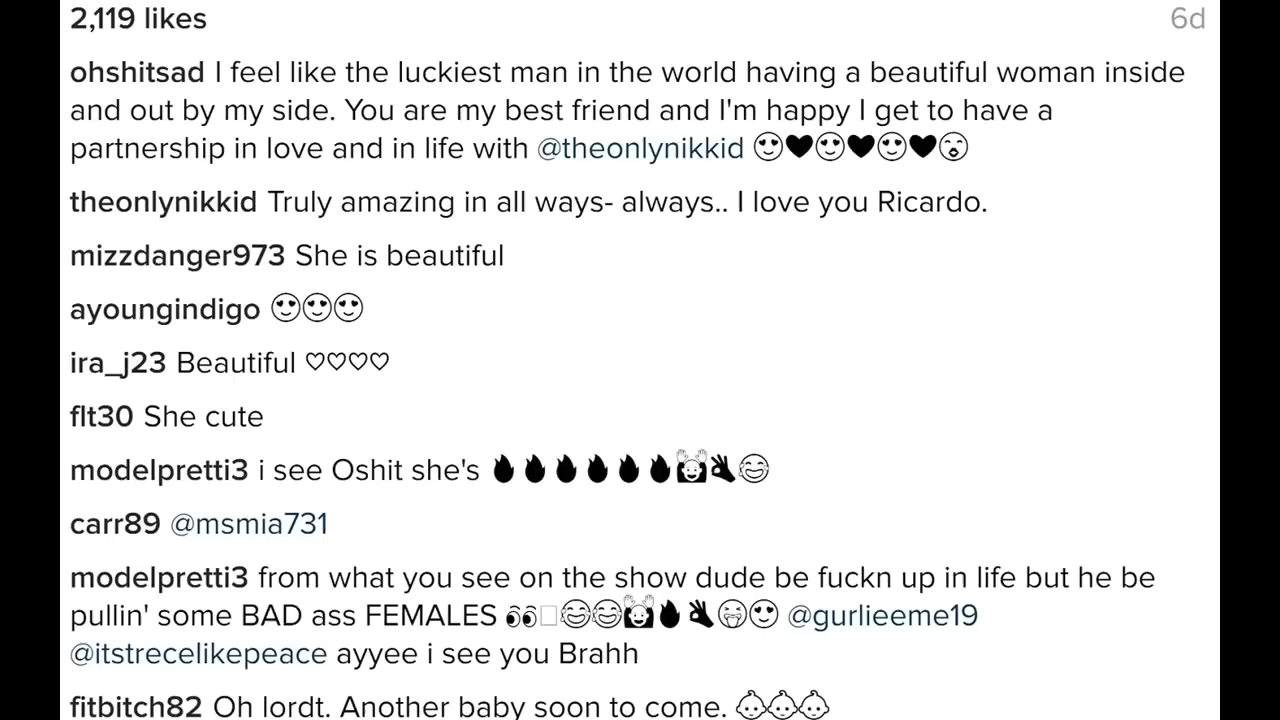 2,119 likes 6d
ohshitsad I feel like the luckiest man in the world having a beautiful woman inside
and out by my side. You are my best friend and I'm happy I get to have a
partnership in love and in life with @theonlynikkid 😍🖤😍🖤😍🖤😘
theonlynikkid Truly amazing in all ways- always.. I love you Ricardo.
mizzdanger973 She is beautiful
ayoungindigo 😍😍😍
ira_j23 Beautiful ♡♡♡♡
flt30 She cute
modelpretti3 i see Oshit she's 🔥🔥🔥🔥🔥🔥🙌👌😂
carr89 @msmia731
modelpretti3 from what you see on the show dude be fuckn up in life but he be
pullin' some BAD ass FEMALES 👀□😂😂🙌🔥👌😝😍 @gurlieeme19
@itstrecelikepeace ayyee i see you Brahh
fitbitch82 Oh lordt. Another baby soon to come. 👶👶👶